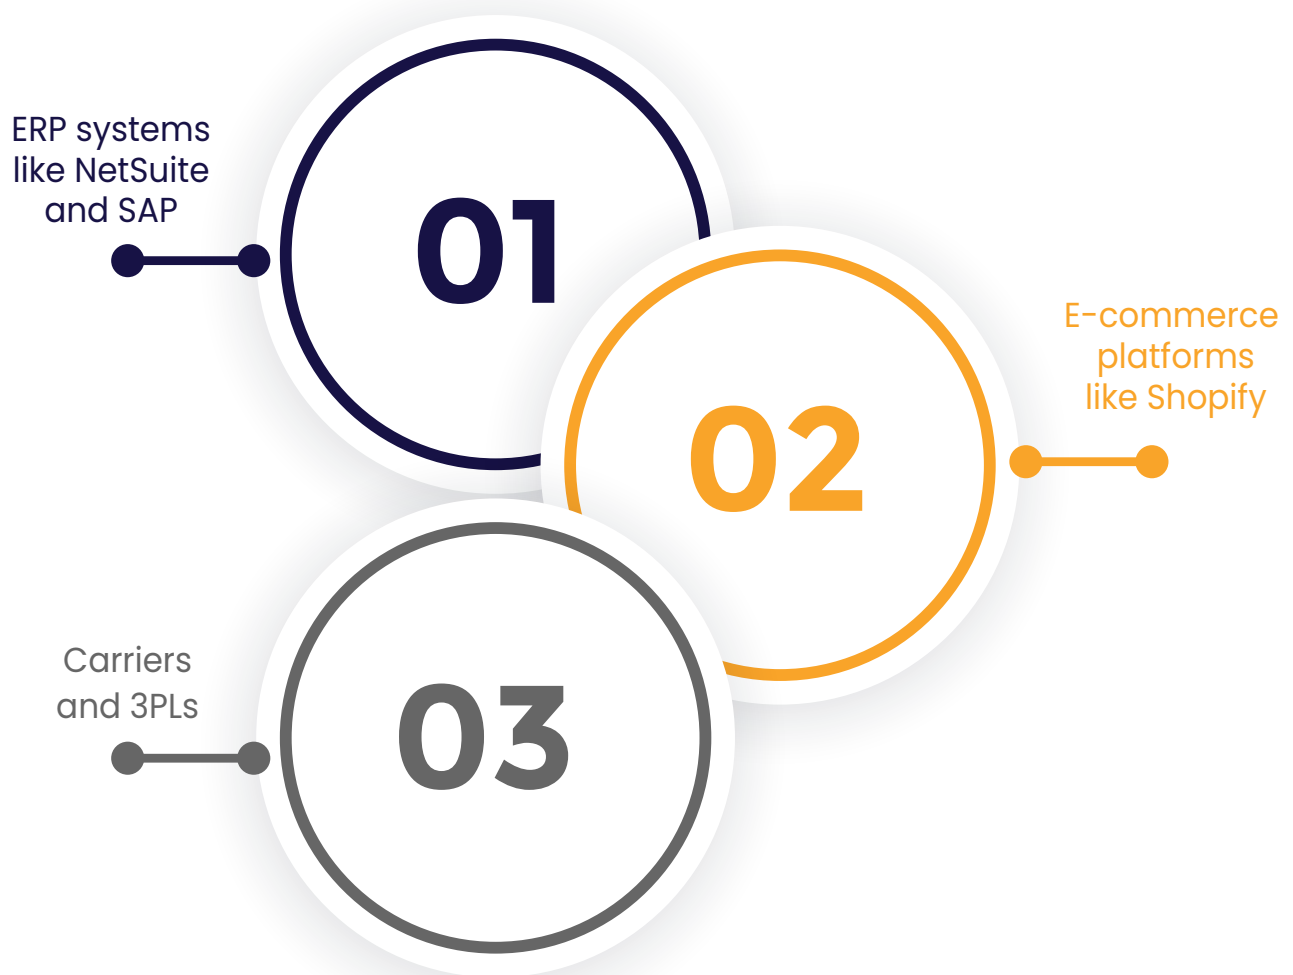 ERP systems
like NetSuite
and SAP
01
E-commerce
platforms
like Shopify
02
Carriers
and 3PLs
03